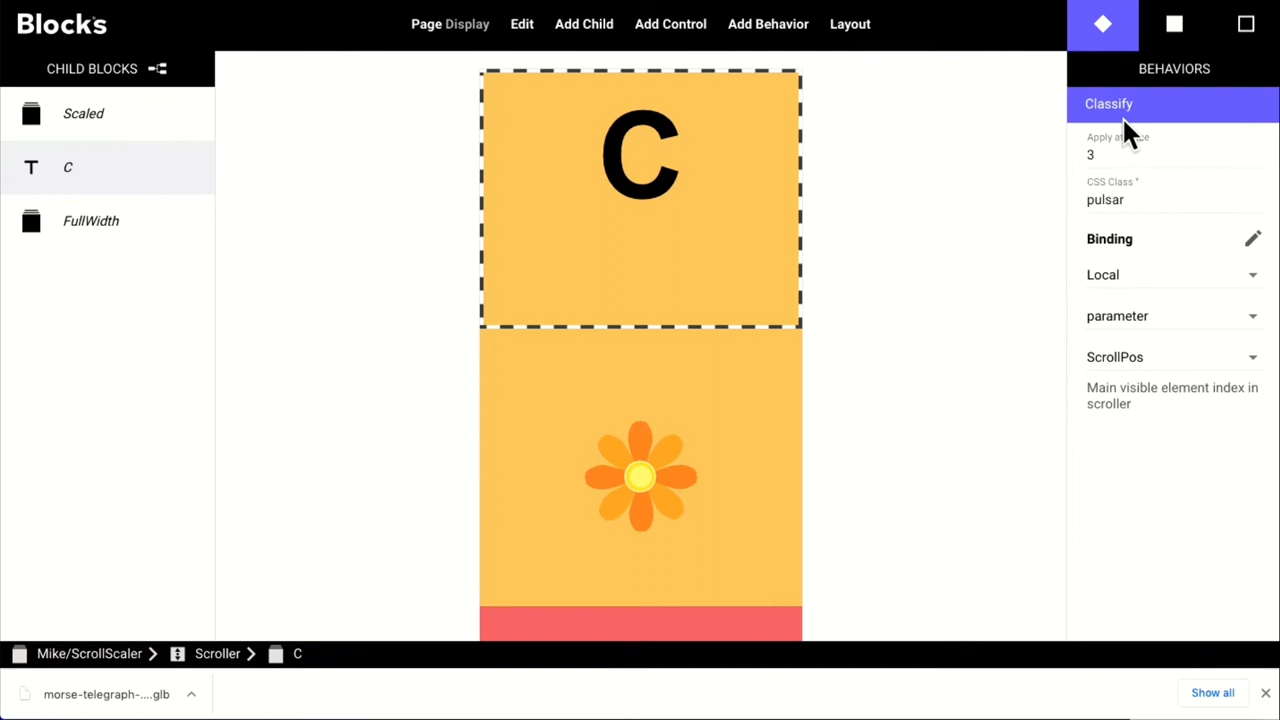 Blocks
Page Display Edit Add Child Add Control Add Behavior Layout
CHILD BLOCKS
BEHAVIORS
Scaled
C
FullWidth
C
Classify
Apply at
3
CSS Class *
pulsar
Binding
Local
parameter
ScrollPos
Main visible element index in
scroller
Mike/ScrollScaler Scroller C
morse-telegraph-....glb
Show all